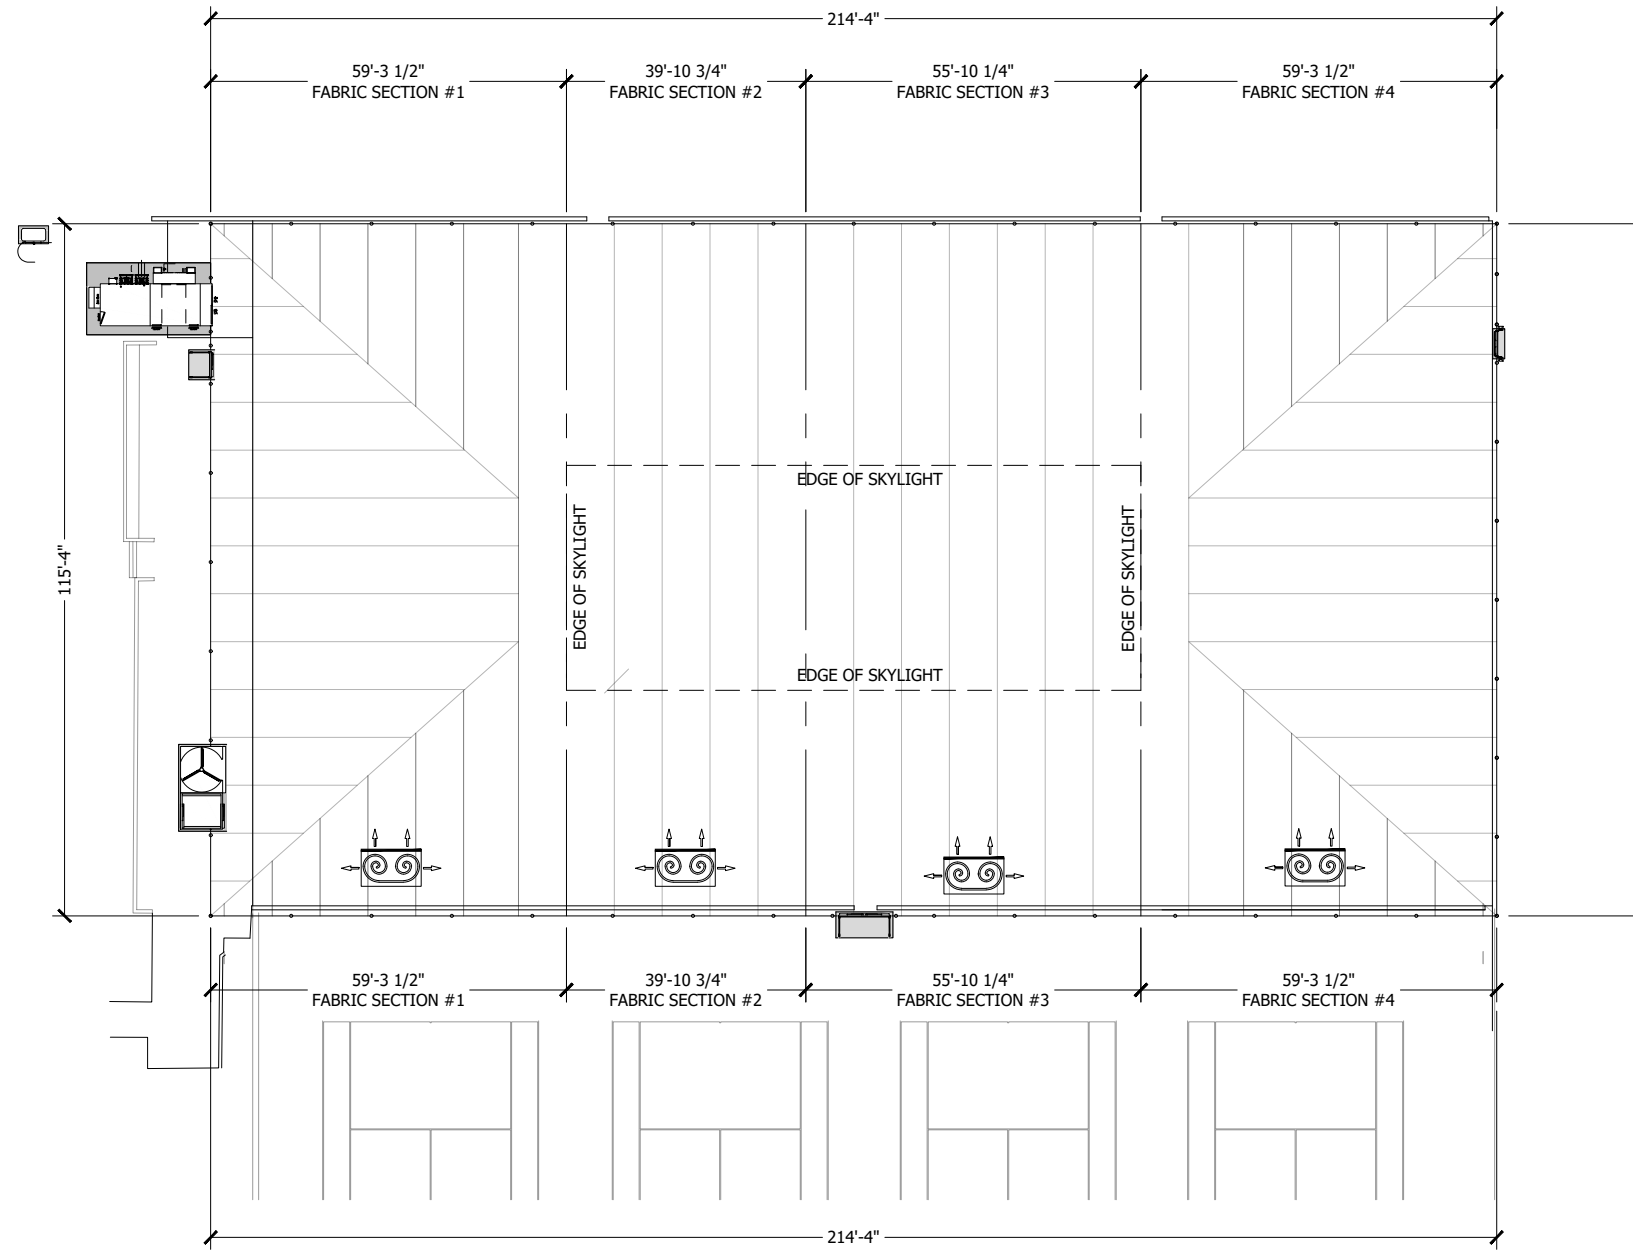 214'-4"
59'-3 1/2"
FABRIC SECTION #1
39'-10 3/4"
FABRIC SECTION #2
55'-10 1/4"
FABRIC SECTION #3
59'-3 1/2"
FABRIC SECTION #4
115'-4"
EDGE OF SKYLIGHT
EDGE OF SKYLIGHT
EDGE OF SKYLIGHT
EDGE OF SKYLIGHT
59'-3 1/2"
FABRIC SECTION #1
39'-10 3/4"
FABRIC SECTION #2
55'-10 1/4"
FABRIC SECTION #3
59'-3 1/2"
FABRIC SECTION #4
214'-4"